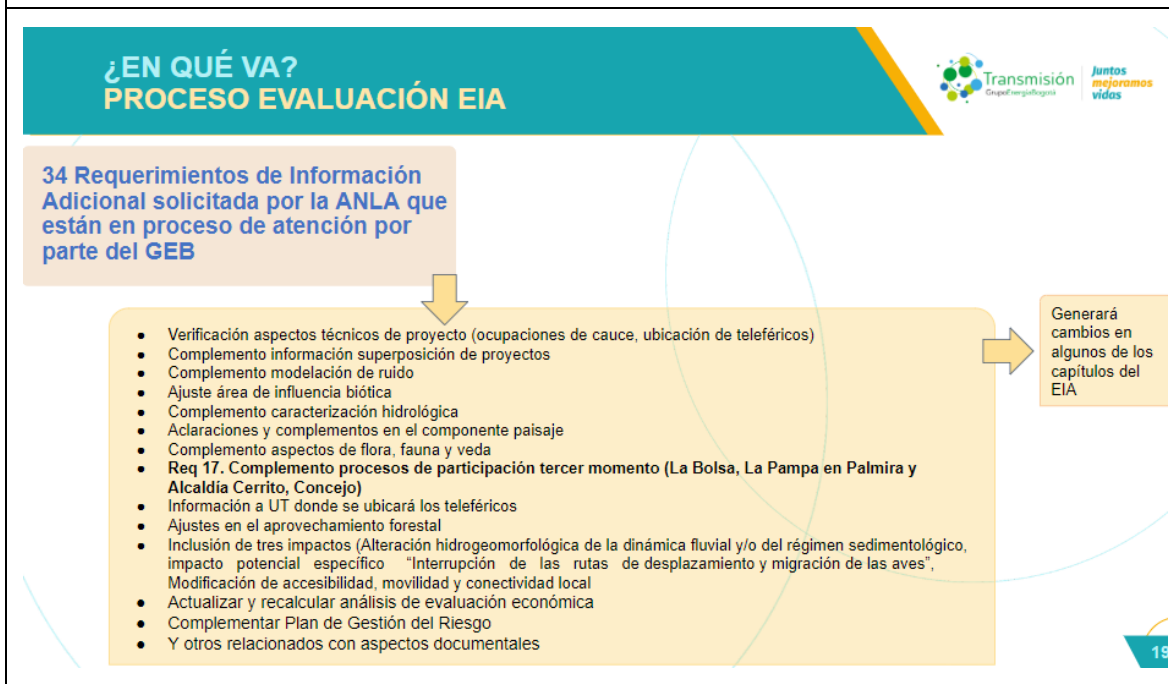 ¿EN QUÉ VA?
PROCESO EVALUACIÓN EIA
Transmisión
GrupoEnergíaBogotá
Juntos
mejoramos
vidas
34 Requerimientos de Información
Adicional solicitada por la ANLA que
están en proceso de atención por
parte del GEB
● Verificación aspectos técnicos de proyecto (ocupaciones de cauce, ubicación de teleféricos)
● Complemento información superposición de proyectos
● Complemento modelación de ruido
● Ajuste área de influencia biótica
● Complemento caracterización hidrológica
● Aclaraciones y complementos en el componente paisaje
● Complemento aspectos de flora, fauna y veda
● Req 17. Complemento procesos de participación tercer momento (La Bolsa, La Pampa en Palmira y
Alcaldía Cerrito, Concejo)
● Información a UT donde se ubicará los teleféricos
● Ajustes en el aprovechamiento forestal
● Inclusión de tres impactos (Alteración hidrogeomorfológica de la dinámica fluvial y/o del régimen sedimentológico,
impacto potencial específico “Interrupción de las rutas de desplazamiento y migración de las aves”,
Modificación de accesibilidad, movilidad y conectividad local
● Actualizar y recalcular análisis de evaluación económica
● Complementar Plan de Gestión del Riesgo
● Y otros relacionados con aspectos documentales
Generará
cambios en
algunos de los
capítulos del
EIA
19